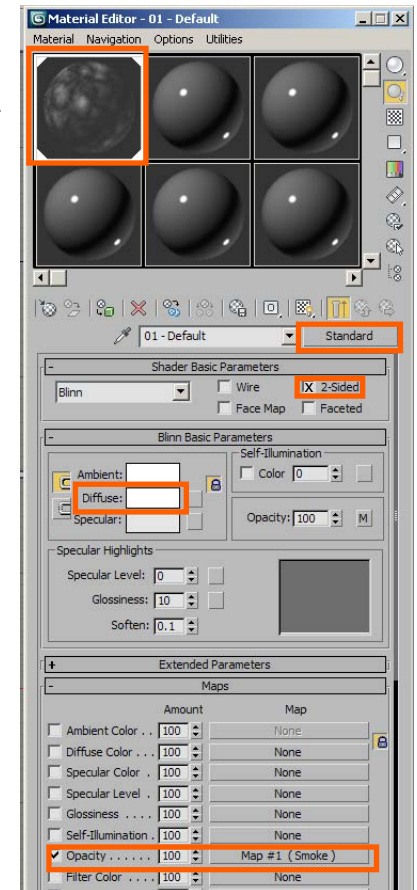 Material Editor - 01 - Default
Material Navigation Options Utilities
01 - Default Standard
- Shader Basic Parameters
Blinn Wire X 2-Sided
Face Map Faceted
- Blinn Basic Parameters
Self-Illumination
Ambient: Color 0
Diffuse:
Specular: Opacity: 100 M
Specular Highlights
Specular Level: 0
Glossiness: 10
Soften: 0.1
+ Extended Parameters
- Maps
Amount Map
Ambient Color . . 100 None
Diffuse Color . . . 100 None
Specular Color . 100 None
Specular Level . 100 None
Glossiness . . . . 100 None
Self-Illumination . 100 None
Opacity . . . . . . 100 Map #1 ( Smoke )
Filter Color . . . . 100 None